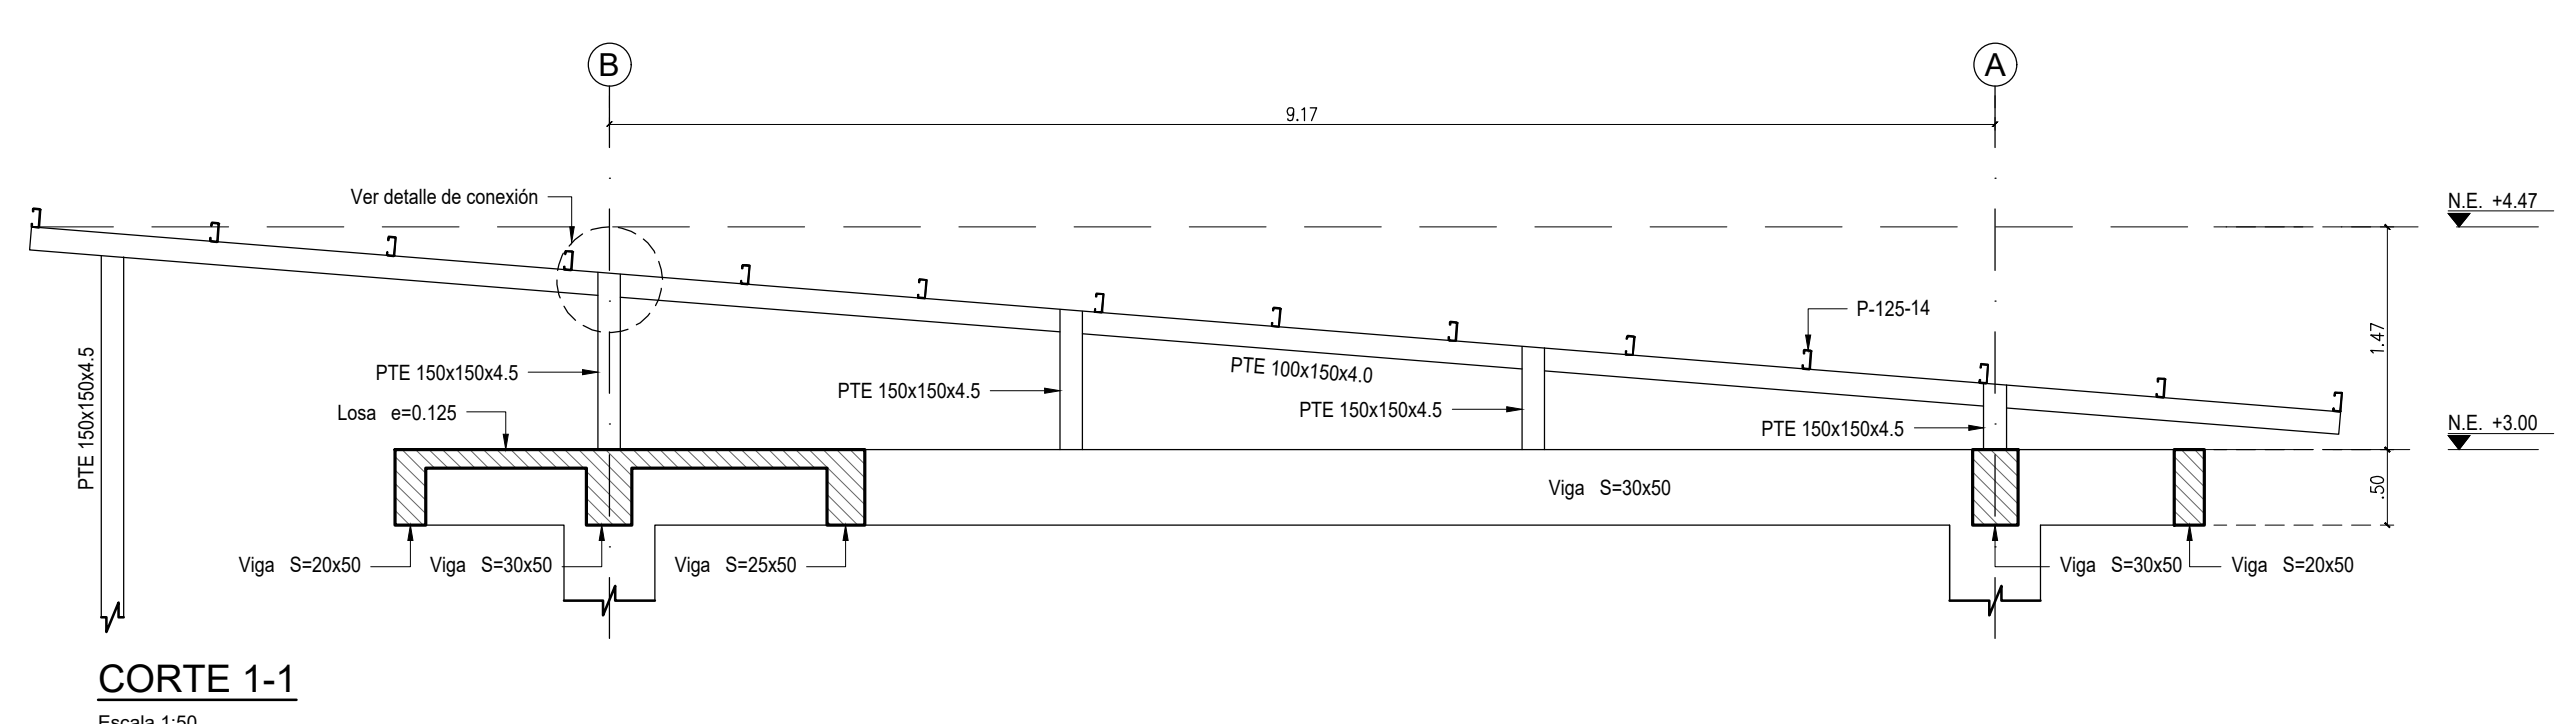 B
A
9.17
Ver detalle de conexión
N.E. +4.47
P-125-14
1.47
PTE 150x150x4.5
PTE 150x150x4.5
PTE 150x150x4.5
PTE 100x150x4.0
PTE 150x150x4.5
PTE 150x150x4.5
Losa e=0.125
N.E. +3.00
Viga S=30x50
.50
Viga S=20x50
Viga S=30x50
Viga S=25x50
Viga S=30x50
Viga S=20x50
CORTE 1-1
Escala 1:50